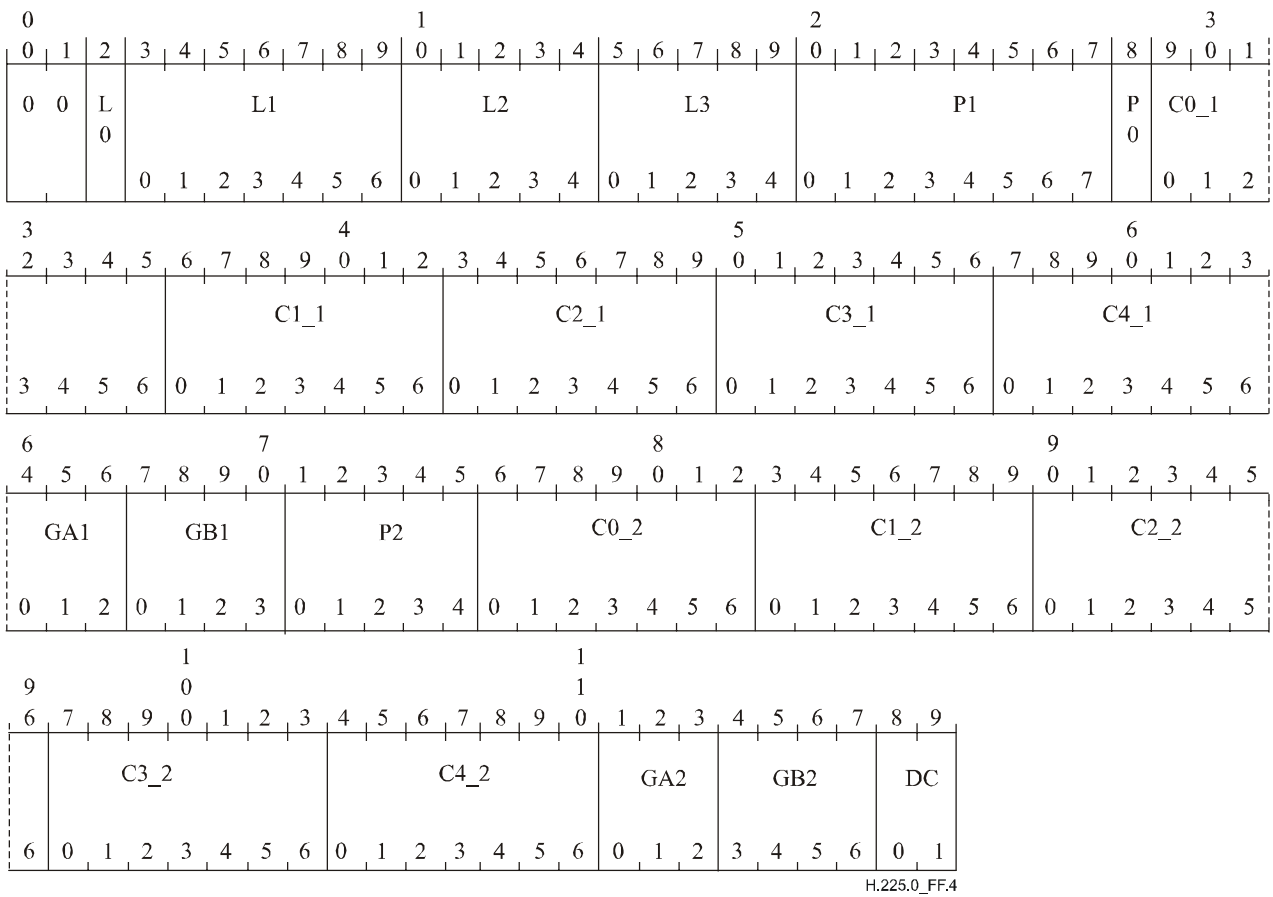 0 1 2 3
0 1 2 3 4 5 6 7 8 9 0 1 2 3 4 5 6 7 8 9 0 1 2 3 4 5 6 7 8 9 0 1
0 0 L L1 L2 L3 P1 P C0_1
0 0
0 1 2 3 4 5 6 0 1 2 3 4 0 1 2 3 4 0 1 2 3 4 5 6 7 0 1 2
3 4 5 6
2 3 4 5 6 7 8 9 0 1 2 3 4 5 6 7 8 9 0 1 2 3 4 5 6 7 8 9 0 1 2 3
C1_1 C2_1 C3_1 C4_1
3 4 5 6 0 1 2 3 4 5 6 0 1 2 3 4 5 6 0 1 2 3 4 5 6 0 1 2 3 4 5 6
6 7 8 9
4 5 6 7 8 9 0 1 2 3 4 5 6 7 8 9 0 1 2 3 4 5 6 7 8 9 0 1 2 3 4 5
GA1 GB1 P2 C0_2 C1_2 C2_2
0 1 2 0 1 2 3 0 1 2 3 4 0 1 2 3 4 5 6 0 1 2 3 4 5 6 0 1 2 3 4 5
1 1
9 0 1
6 7 8 9 0 1 2 3 4 5 6 7 8 9 0 1 2 3 4 5 6 7 8 9
C3_2 C4_2 GA2 GB2 DC
6 0 1 2 3 4 5 6 0 1 2 3 4 5 6 0 1 2 3 4 5 6 0 1
H.225.0_FF.4